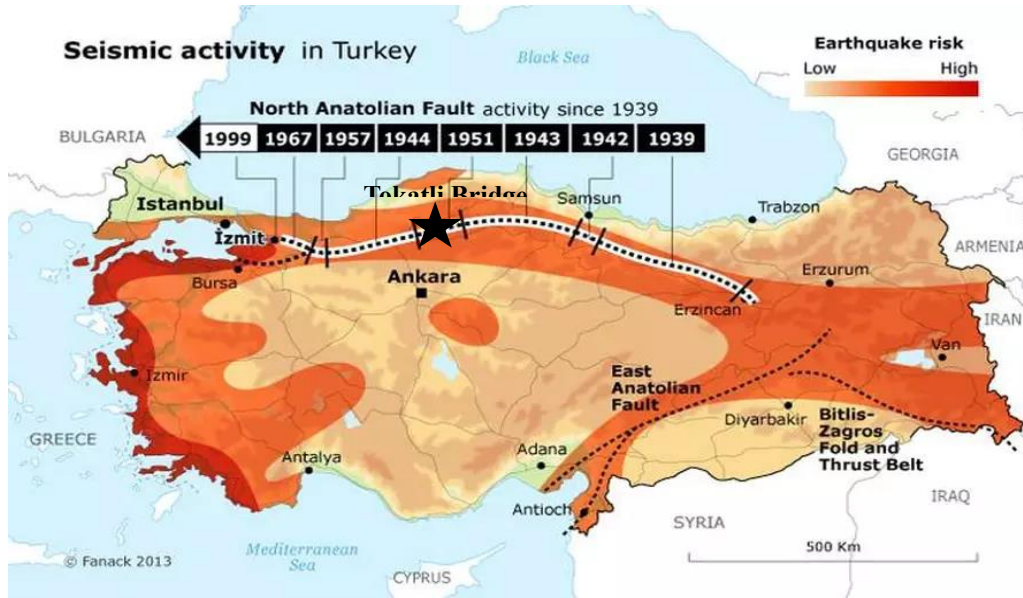 Seismic activity in Turkey
Black Sea
Earthquake risk
Low High
North Anatolian Fault activity since 1939
1999 1967 1957 1944 1951 1943 1942 1939
BULGARIA
GEORGIA
Tokatli Bridge
Istanbul
Samsun
Trabzon
İzmit
ARMENIA
Bursa
Ankara
Erzurum
Erzincan
IRAN
Van
Izmir
East
Anatolian
Fault
Diyarbakir
Bitlis-
Zagros
Fold and
Thrust Belt
GREECE
Antalya
Adana
Antioch
IRAQ
SYRIA
Mediterranean
Sea
500 Km
© Fanack 2013
CYPRUS